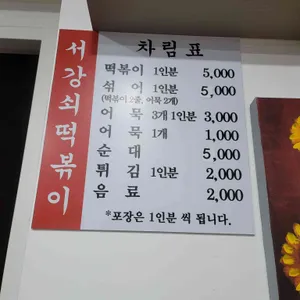 서강쇠떡볶이
차림표
떡볶이 1인분 5,000
섞어 1인분 5,000
(떡볶이2줄, 어묵 2개)
어묵 3개 1인분 3,000
어묵 1개 1,000
순대 5,000
튀김 1인분 2,000
음료 2,000
*포장은 1인분 씩 됩니다.